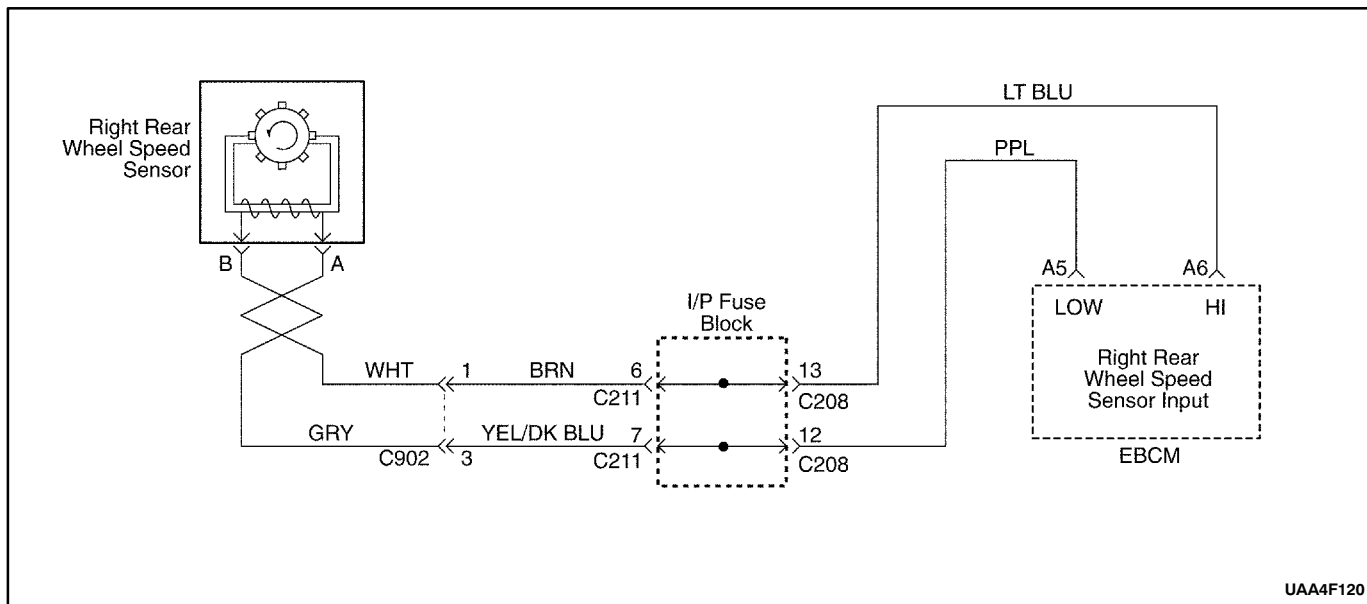 LT BLU
Right Rear
Wheel Speed
Sensor
PPL
B A
A5 A6
LOW HI
I/P Fuse
Block
Right Rear
Wheel Speed
Sensor Input
EBCM
WHT 1 BRN 6 13
C211 C208
GRY YEL/DK BLU 7 12
C902 3 C211 C208
UAA4F120